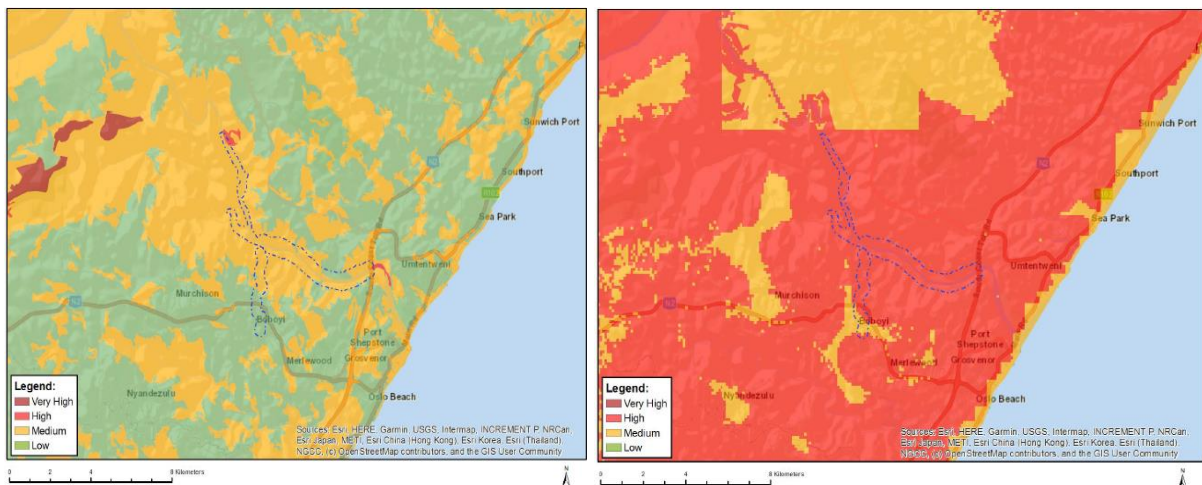 Sunwich Port
Southport
Sea Park
Umtentweni
Murchison
Boboyi
Port
Shepstone
Merlewood
Grosvenor
Nyandezulu
Oslo Beach
Legend:
Very High
High
Medium
Low
Sources: Esri, HERE, Garmin, USGS, Intermap, INCREMENT P, NRCan,
Esri Japan, METI, Esri China (Hong Kong), Esri Korea, Esri (Thailand),
NGCC, (c) OpenStreetMap contributors, and the GIS User Community
0 2 4 8 Kilometers
N
N2
Sunwich Port
Southport
Sea Park
Umtentweni
Murchison
Boboyi
Port
Shepstone
Merlewood
Grosvenor
Nyandezulu
Oslo Beach
Legend:
Very High
High
Medium
Low
Sources: Esri, HERE, Garmin, USGS, Intermap, INCREMENT P, NRCan,
Esri Japan, METI, Esri China (Hong Kong), Esri Korea, Esri (Thailand),
NGCC, (c) OpenStreetMap contributors, and the GIS User Community
0 2 4 8 Kilometers
N